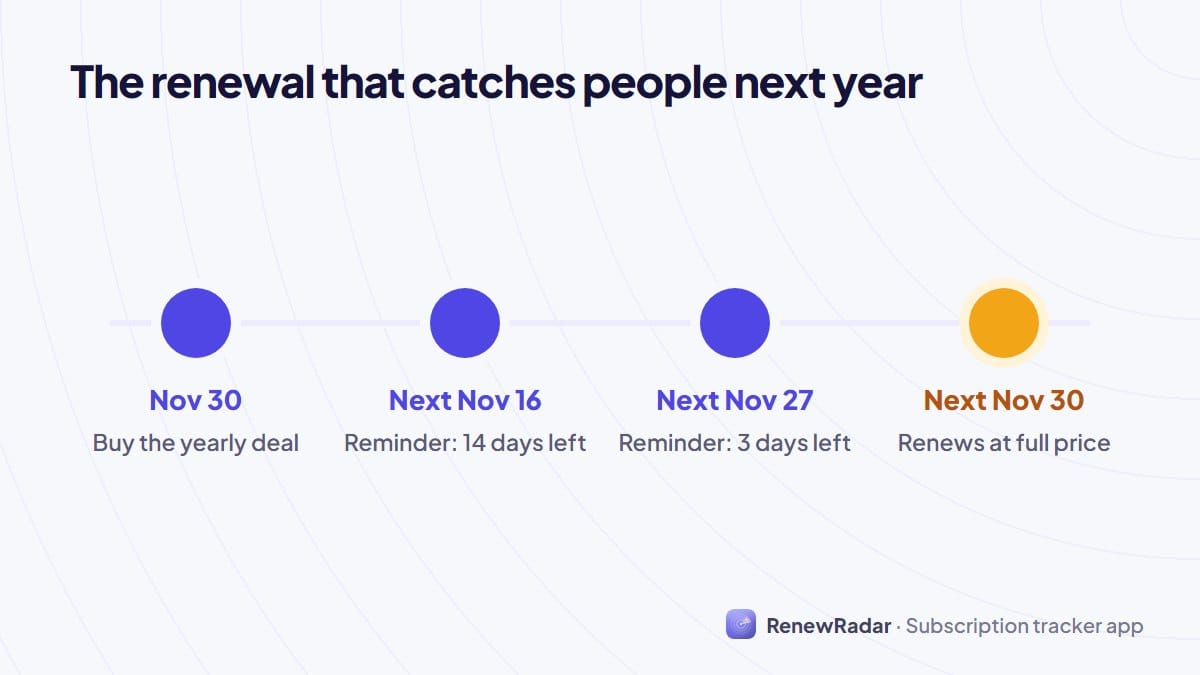 The renewal that catches people next year
Nov 30
Buy the yearly deal
Next Nov 16
Reminder: 14 days left
Next Nov 27
Reminder: 3 days left
Next Nov 30
Renews at full price
RenewRadar · Subscription tracker app